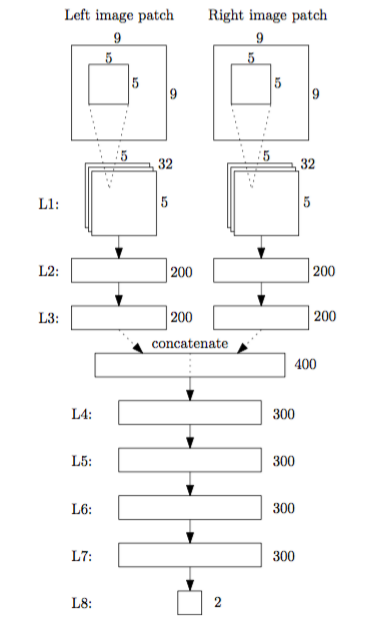 Left image patch Right image patch
9 9
5 5
5 5
9 9
5 5
32 32
L1: 5 5
L2: 200 200
L3: 200 200
concatenate
400
L4: 300
L5: 300
L6: 300
L7: 300
L8: 2